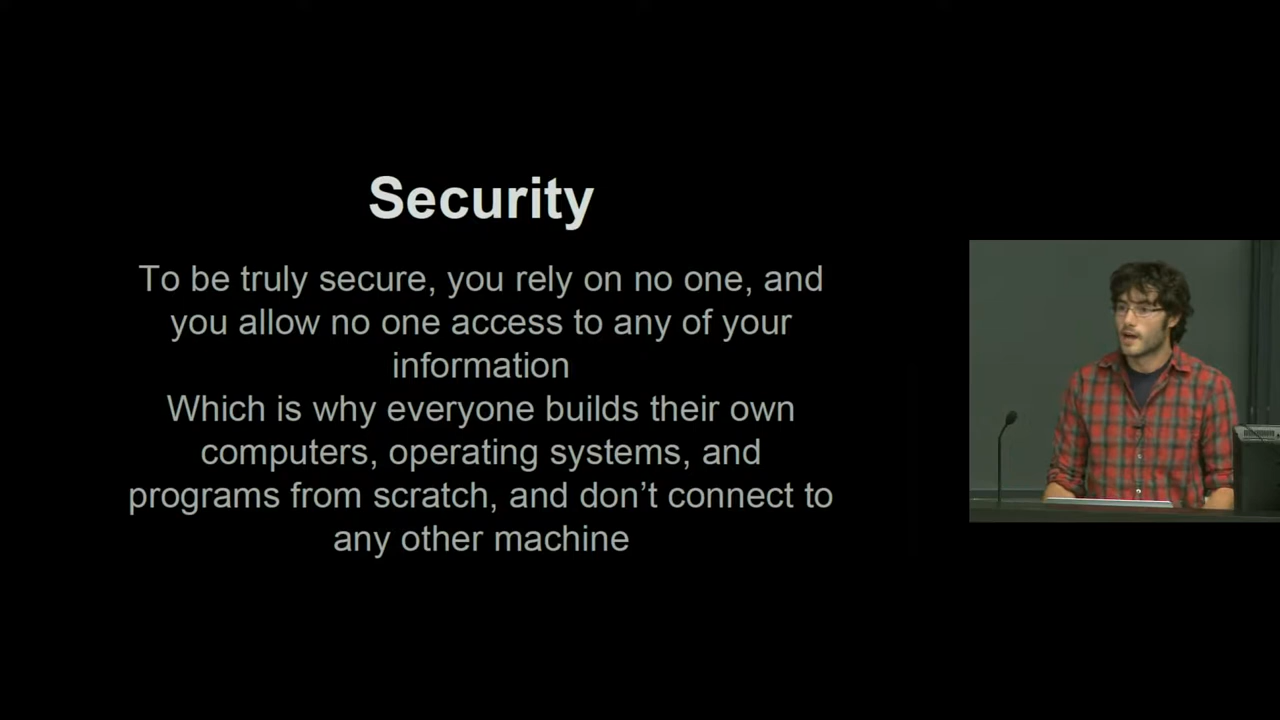 Security
To be truly secure, you rely on no one, and
you allow no one access to any of your
information
Which is why everyone builds their own
computers, operating systems, and
programs from scratch, and don’t connect to
any other machine